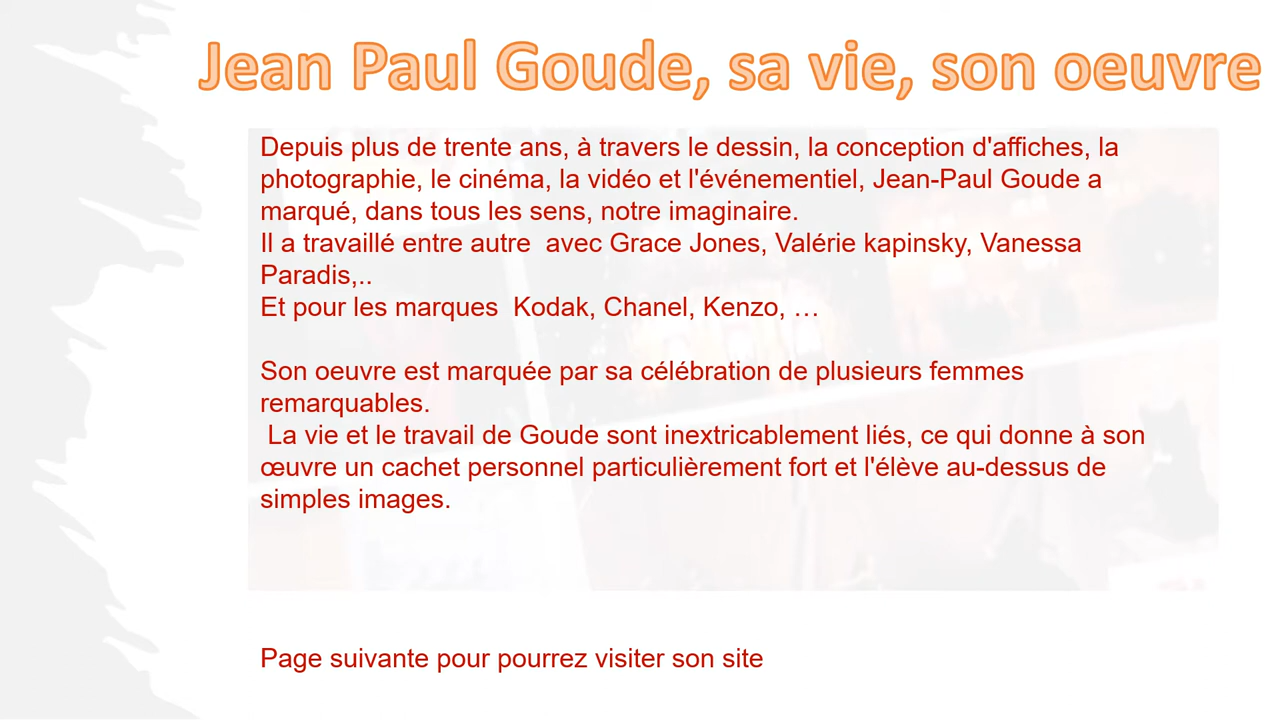 Jean Paul Goude, sa vie, son oeuvre
Depuis plus de trente ans, à travers le dessin, la conception d'affiches, la
photographie, le cinéma, la vidéo et l'événementiel, Jean-Paul Goude a
marqué, dans tous les sens, notre imaginaire.
Il a travaillé entre autre  avec Grace Jones, Valérie kapinsky, Vanessa
Paradis,..
Et pour les marques  Kodak, Chanel, Kenzo, …
Son oeuvre est marquée par sa célébration de plusieurs femmes
remarquables.
La vie et le travail de Goude sont inextricablement liés, ce qui donne à son
œuvre un cachet personnel particulièrement fort et l'élève au-dessus de
simples images.
Page suivante pour pourrez visiter son site